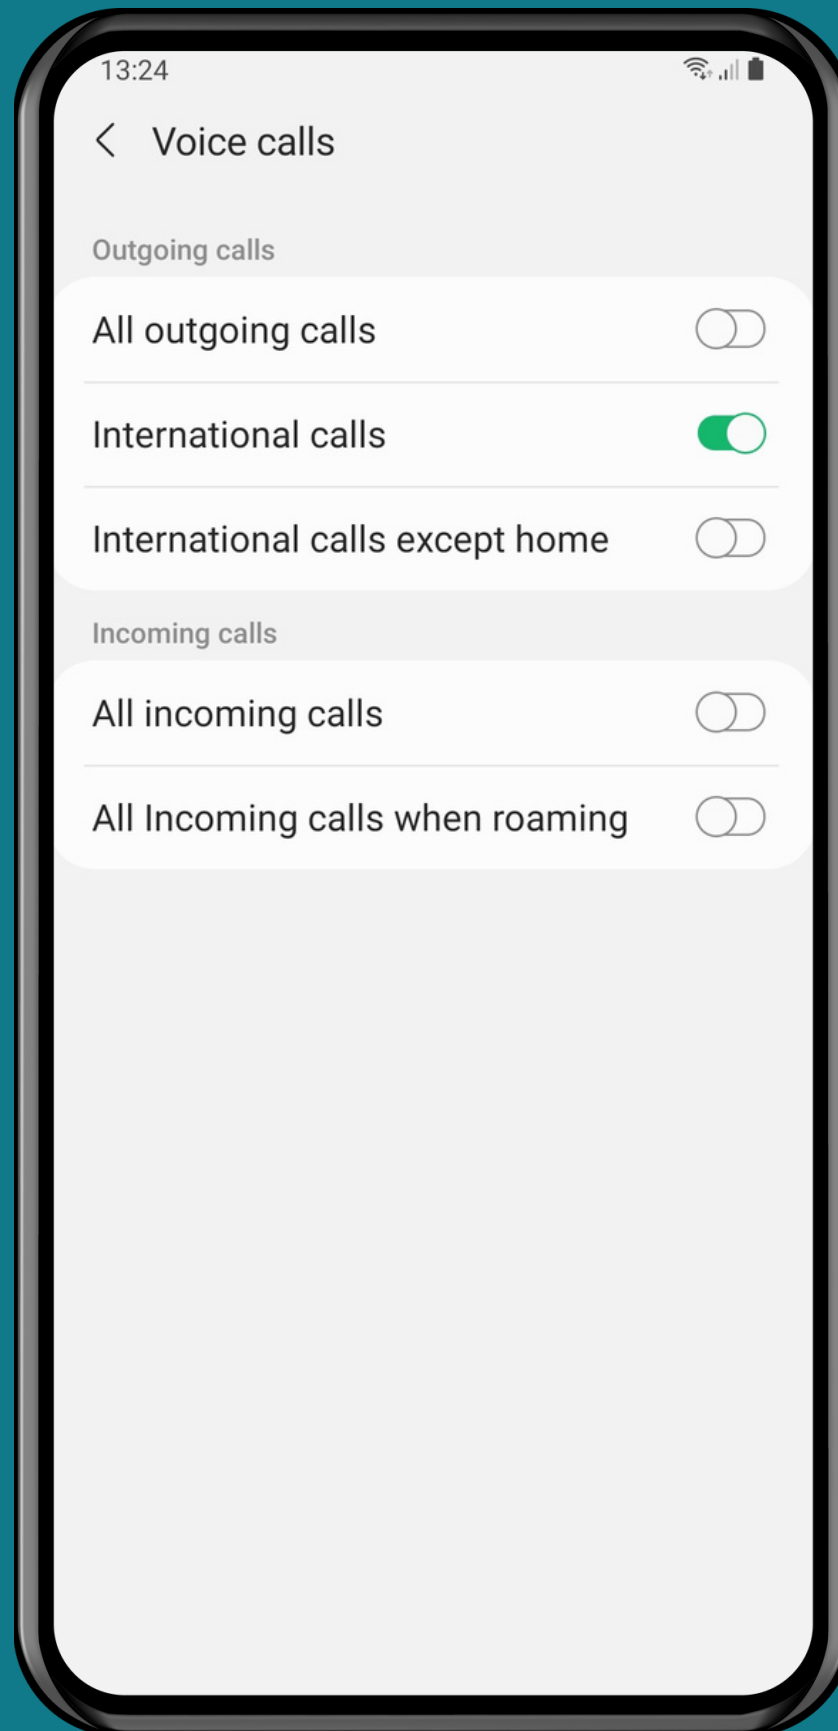 13:24
Voice calls
Outgoing calls
All outgoing calls
International calls
International calls except home
Incoming calls
All incoming calls
All Incoming calls when roaming